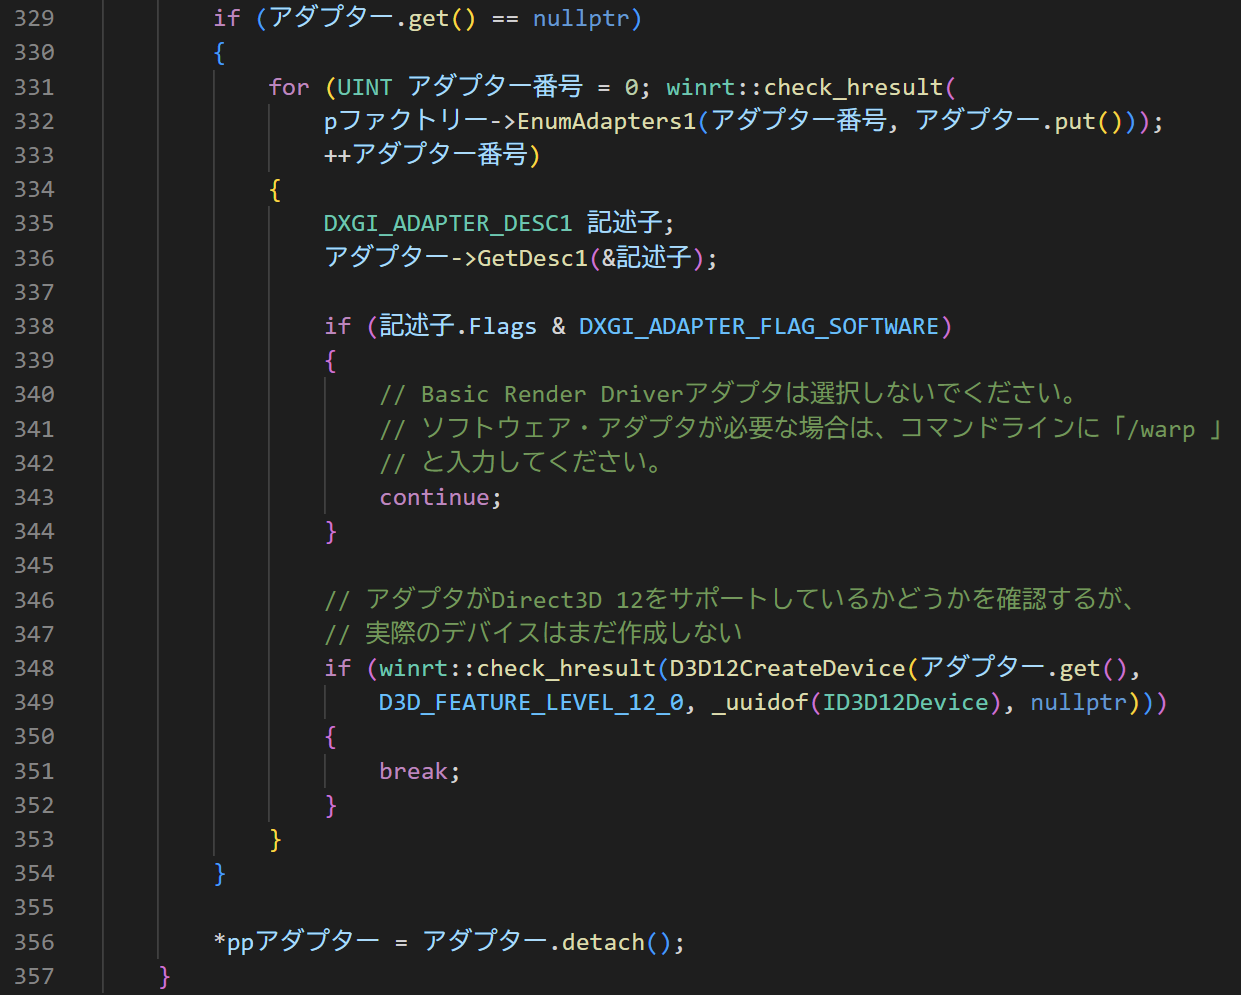 329 if (アダプター.get() == nullptr)
330 {
331 for (UINT アダプター番号 = 0; winrt::check_hresult(
332 pファクトリー->EnumAdapters1(アダプター番号, アダプター.put()));
333 ++アダプター番号)
334 {
335 DXGI_ADAPTER_DESC1 記述子;
336 アダプター->GetDesc1(&記述子);
337
338 if (記述子.Flags & DXGI_ADAPTER_FLAG_SOFTWARE)
339 {
340 // Basic Render Driverアダプタは選択しないでください。
341 // ソフトウェア・アダプタが必要な場合は、コマンドラインに「/warp 」
342 // と入力してください。
343 continue;
344 }
345
346 // アダプタがDirect3D 12をサポートしているかどうかを確認するが、
347 // 実際のデバイスはまだ作成しない
348 if (winrt::check_hresult(D3D12CreateDevice(アダプター.get(),
349 D3D_FEATURE_LEVEL_12_0, _uuidof(ID3D12Device), nullptr)))
350 {
351 break;
352 }
353 }
354 }
355
356 *ppアダプター = アダプター.detach();
357 }